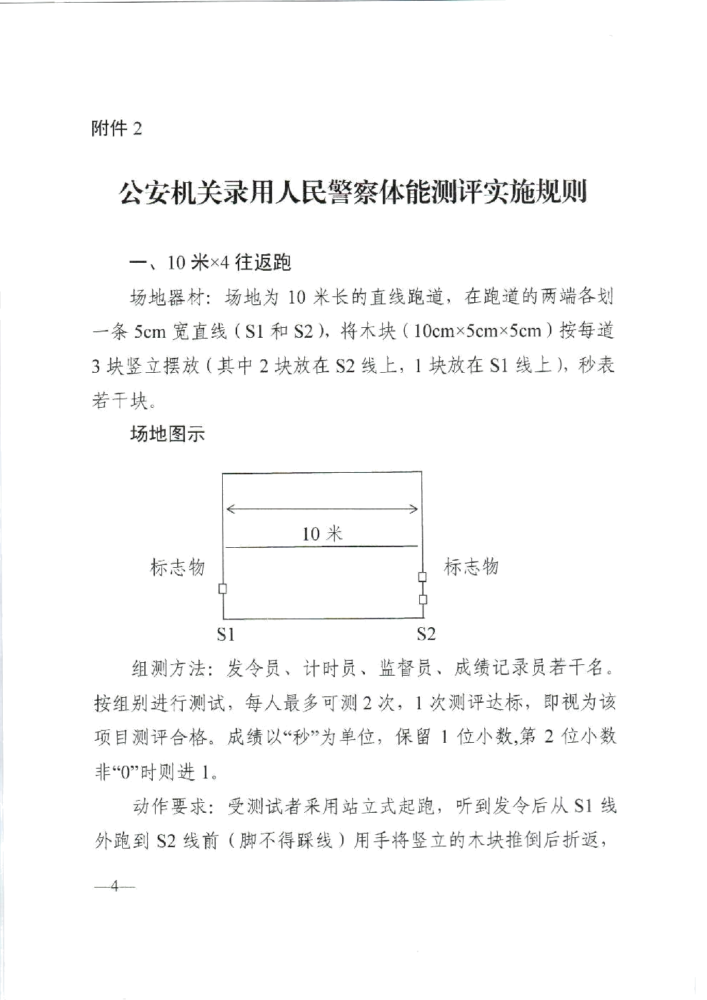 附件 2
公安机关录用人民警察体能测评实施规则
一、10 米×4 往返跑
场地器材：场地为 10 米长的直线跑道，在跑道的两端各划
一条 5cm 宽直线（S1 和 S2），将木块（10cm×5cm×5cm）按每道
3 块竖立摆放（其中 2 块放在 S2 线上，1 块放在 S1 线上），秒表
若干块。
场地图示
10 米
标志物
标志物
S1
S2
组测方法：发令员、计时员、监督员、成绩记录员若干名。
按组别进行测试，每人最多可测 2 次，1 次测评达标，即视为该
项目测评合格。成绩以“秒”为单位，保留 1 位小数,第 2 位小数
非“0”时则进 1。
动作要求：受测试者采用站立式起跑，听到发令后从 S1 线
外跑到 S2 线前（脚不得踩线）用手将竖立的木块推倒后折返，
—4—